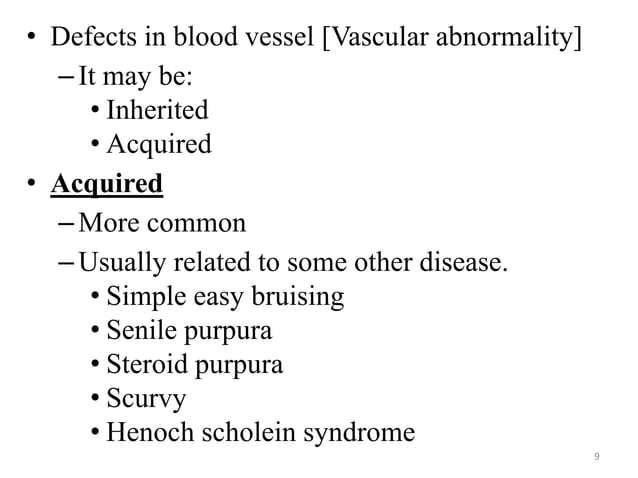 • Defects in blood vessel [Vascular abnormality]
– It may be:
• Inherited
• Acquired
• Acquired
– More common
– Usually related to some other disease.
• Simple easy bruising
• Senile purpura
• Steroid purpura
• Scurvy
• Henoch scholein syndrome
9